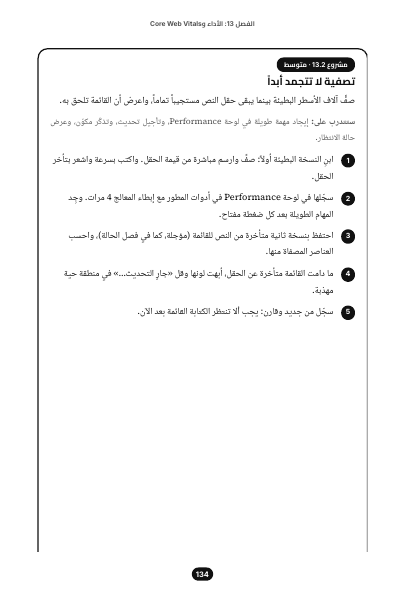 الفصل 13: الأداء وCore Web Vitals
مشروع 13.2 · متوسط
تصفية لا تتجمد أبداً
صفِّ آلاف الأسطر البطيئة بينما يبقى حقل النص مستجيباً تماماً، واعرض أن القائمة تلحق به.
ستتدرب على: إيجاد مهمة طويلة في لوحة Performance، وتأجيل تحديث، وتذكّر مكوّن، وعرض
حالة الانتظار.
1 ابنِ النسخة البطيئة أولاً: صفِّ وارسم مباشرة من قيمة الحقل. واكتب بسرعة واشعر بتأخر
الحقل.
2 سجّلها في لوحة Performance في أدوات المطور مع إبطاء المعالج 4 مرات. وجِد
المهام الطويلة بعد كل ضغطة مفتاح.
3 احتفظ بنسخة ثانية متأخرة من النص للقائمة (مؤجلة، كما في فصل الحالة)، واحسب
العناصر المصفاة منها.
4 ما دامت القائمة متأخرة عن الحقل، أبهت لونها وقل «جارٍ التحديث…» في منطقة حية
مهذبة.
5 سجّل من جديد وقارن: يجب ألا تنتظر الكتابة القائمة بعد الآن.
134